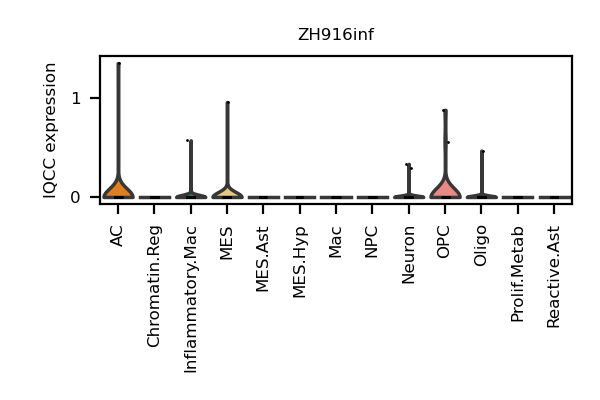 ZH916inf
IQCC expression
1
0
AC
Chromatin.Reg
Inflammatory.Mac
MES
MES.Ast
MES.Hyp
Mac
NPC
Neuron
OPC
Oligo
Prolif.Metab
Reactive.Ast